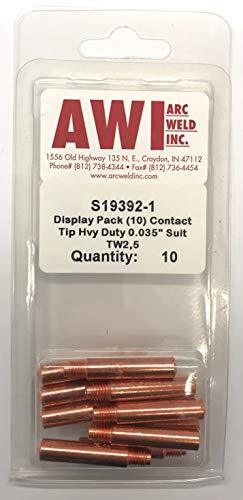 AWI ARC
WELD
INC.
1556 Old Highway 135 N. E., Croydon, IN 47112
Phone# (812) 738-4344 • Fax# (812) 736-4454
www.arcweldinc.com
S19392-1
Display Pack (10) Contact
Tip Hvy Duty 0.035" Suit
TW2,5
Quantity: 10